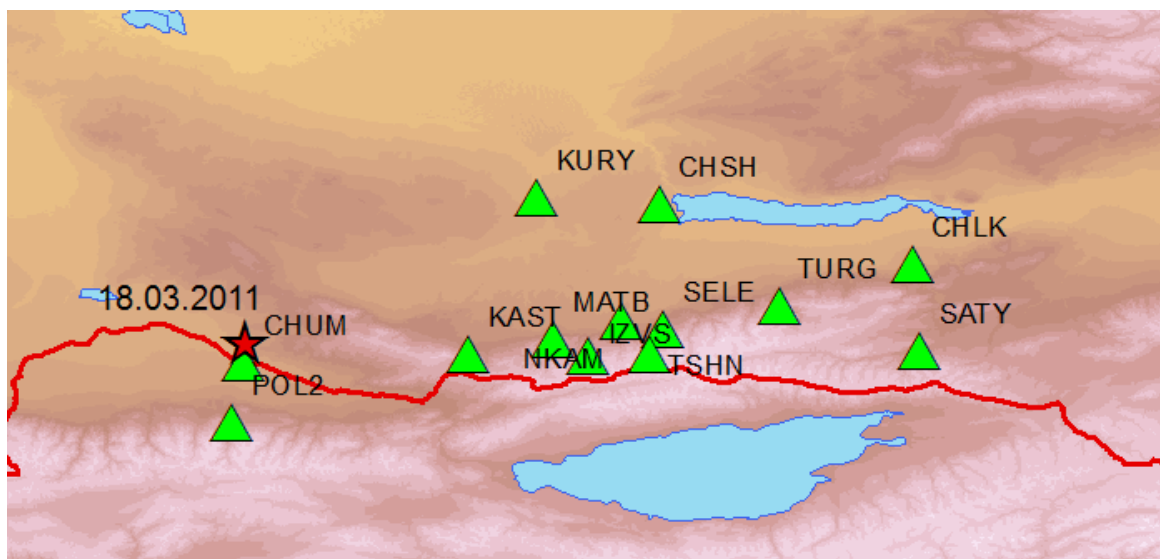 KURY
CHSH
CHLK
TURG
SELE
MATB
18.03.2011
CHUM
KAST
IZVS
SATY
NKAM
TSHN
POL2